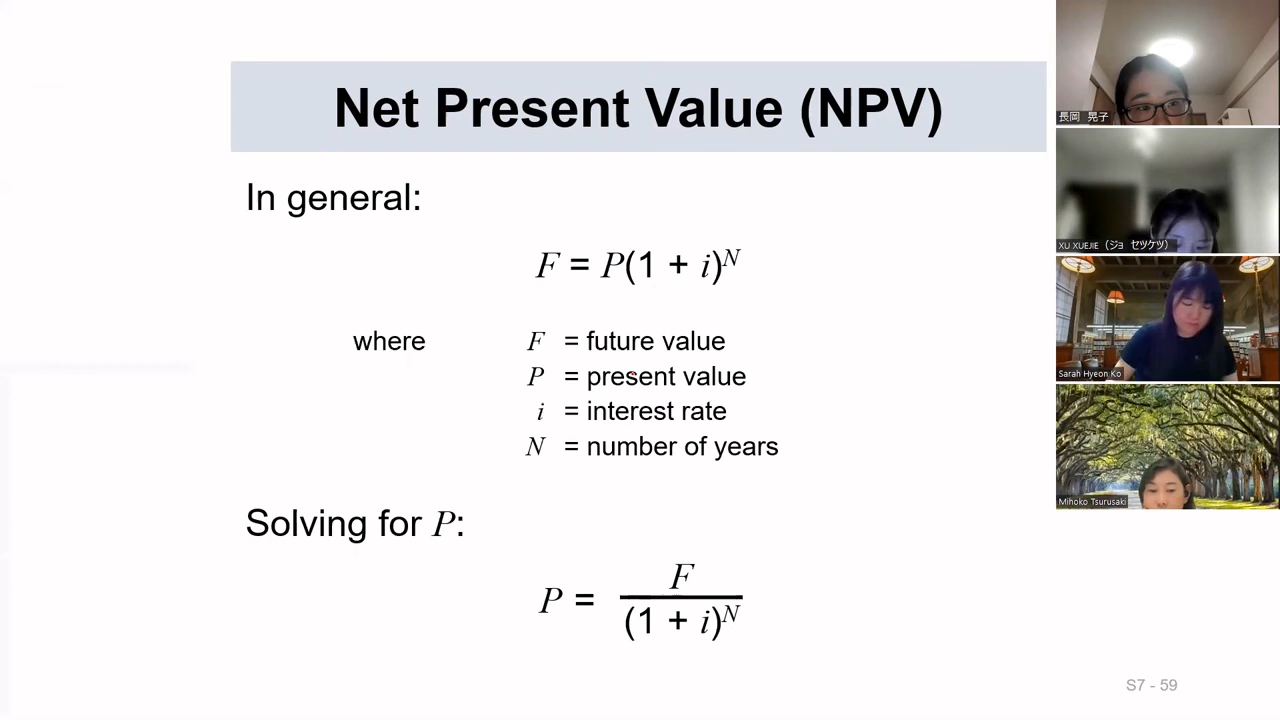 Net Present Value (NPV)
In general:
F = P(1 + i)^N
where F = future value
P = present value
i = interest rate
N = number of years
Solving for P:
P = F / (1 + i)^N
S7 - 59
長岡 晃子
XU XUEJIE（ジョ セツケツ）
Sarah Hyeon Ko
Mihoko Tsurusaki